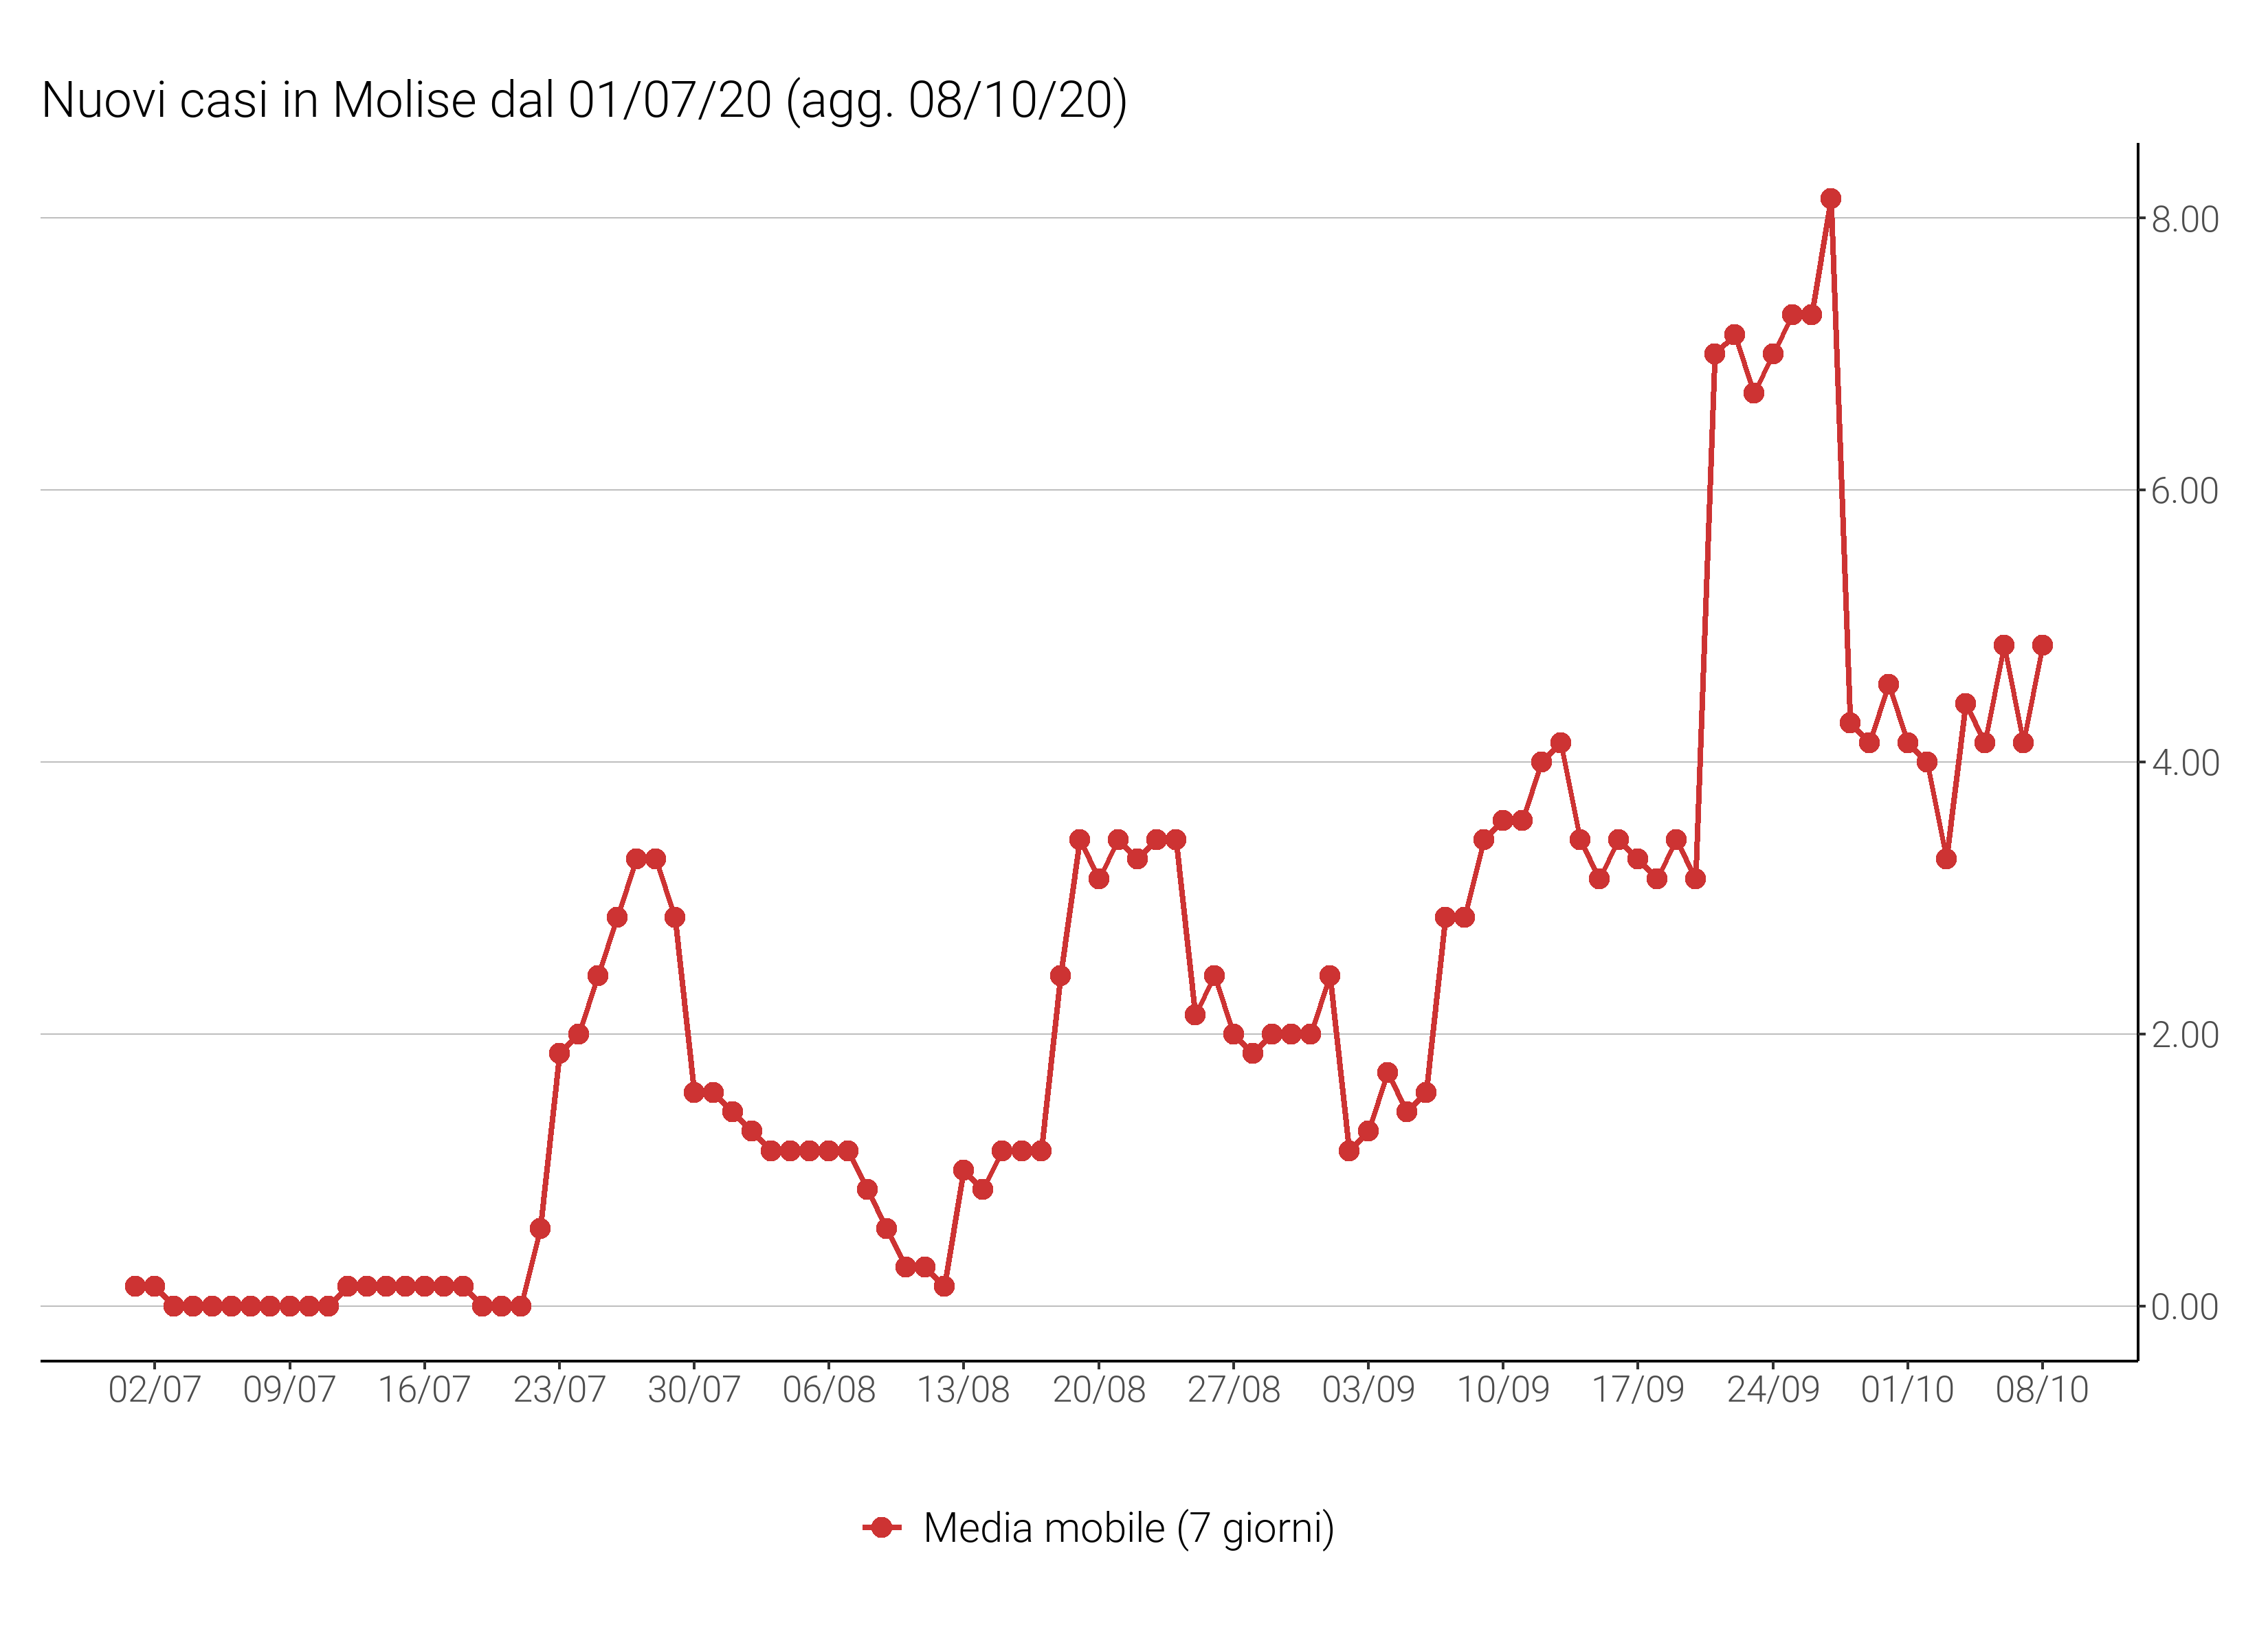 Nuovi casi in Molise dal 01/07/20 (agg. 08/10/20)
8.00
6.00
4.00
2.00
0.00
02/07 09/07 16/07 23/07 30/07 06/08 13/08 20/08 27/08 03/09 10/09 17/09 24/09 01/10 08/10
Media mobile (7 giorni)